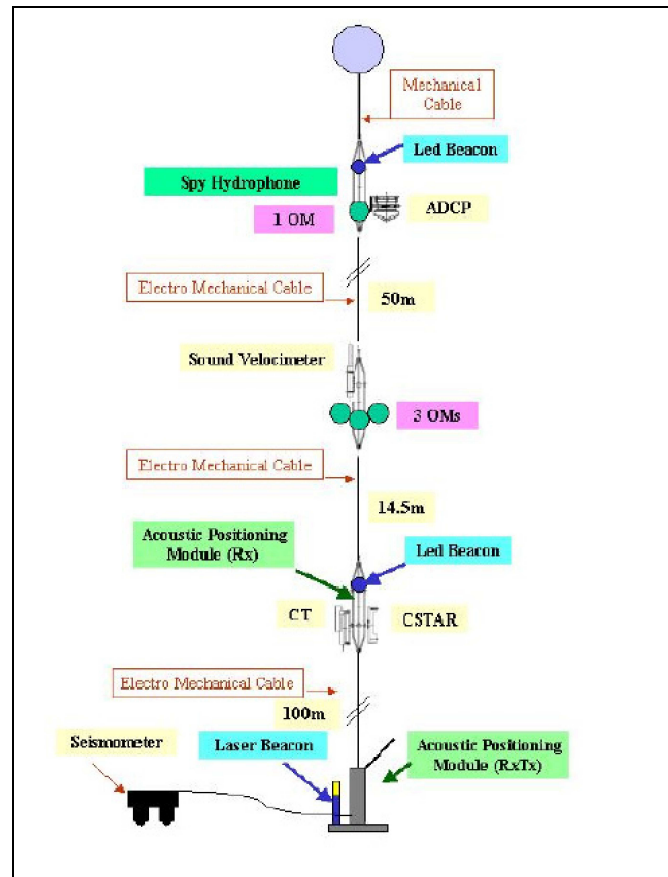 Mechanical
Cable
Led Beacon
Spy Hydrophone
1 OM
ADCP
Electro Mechanical Cable
50m
Sound Velocimeter
3 OMs
Electro Mechanical Cable
14.5m
Acoustic Positioning
Module (Rx)
Led Beacon
CT
CSTAR
Electro Mechanical Cable
100m
Seismometer
Laser Beacon
Acoustic Positioning
Module (RxTx)